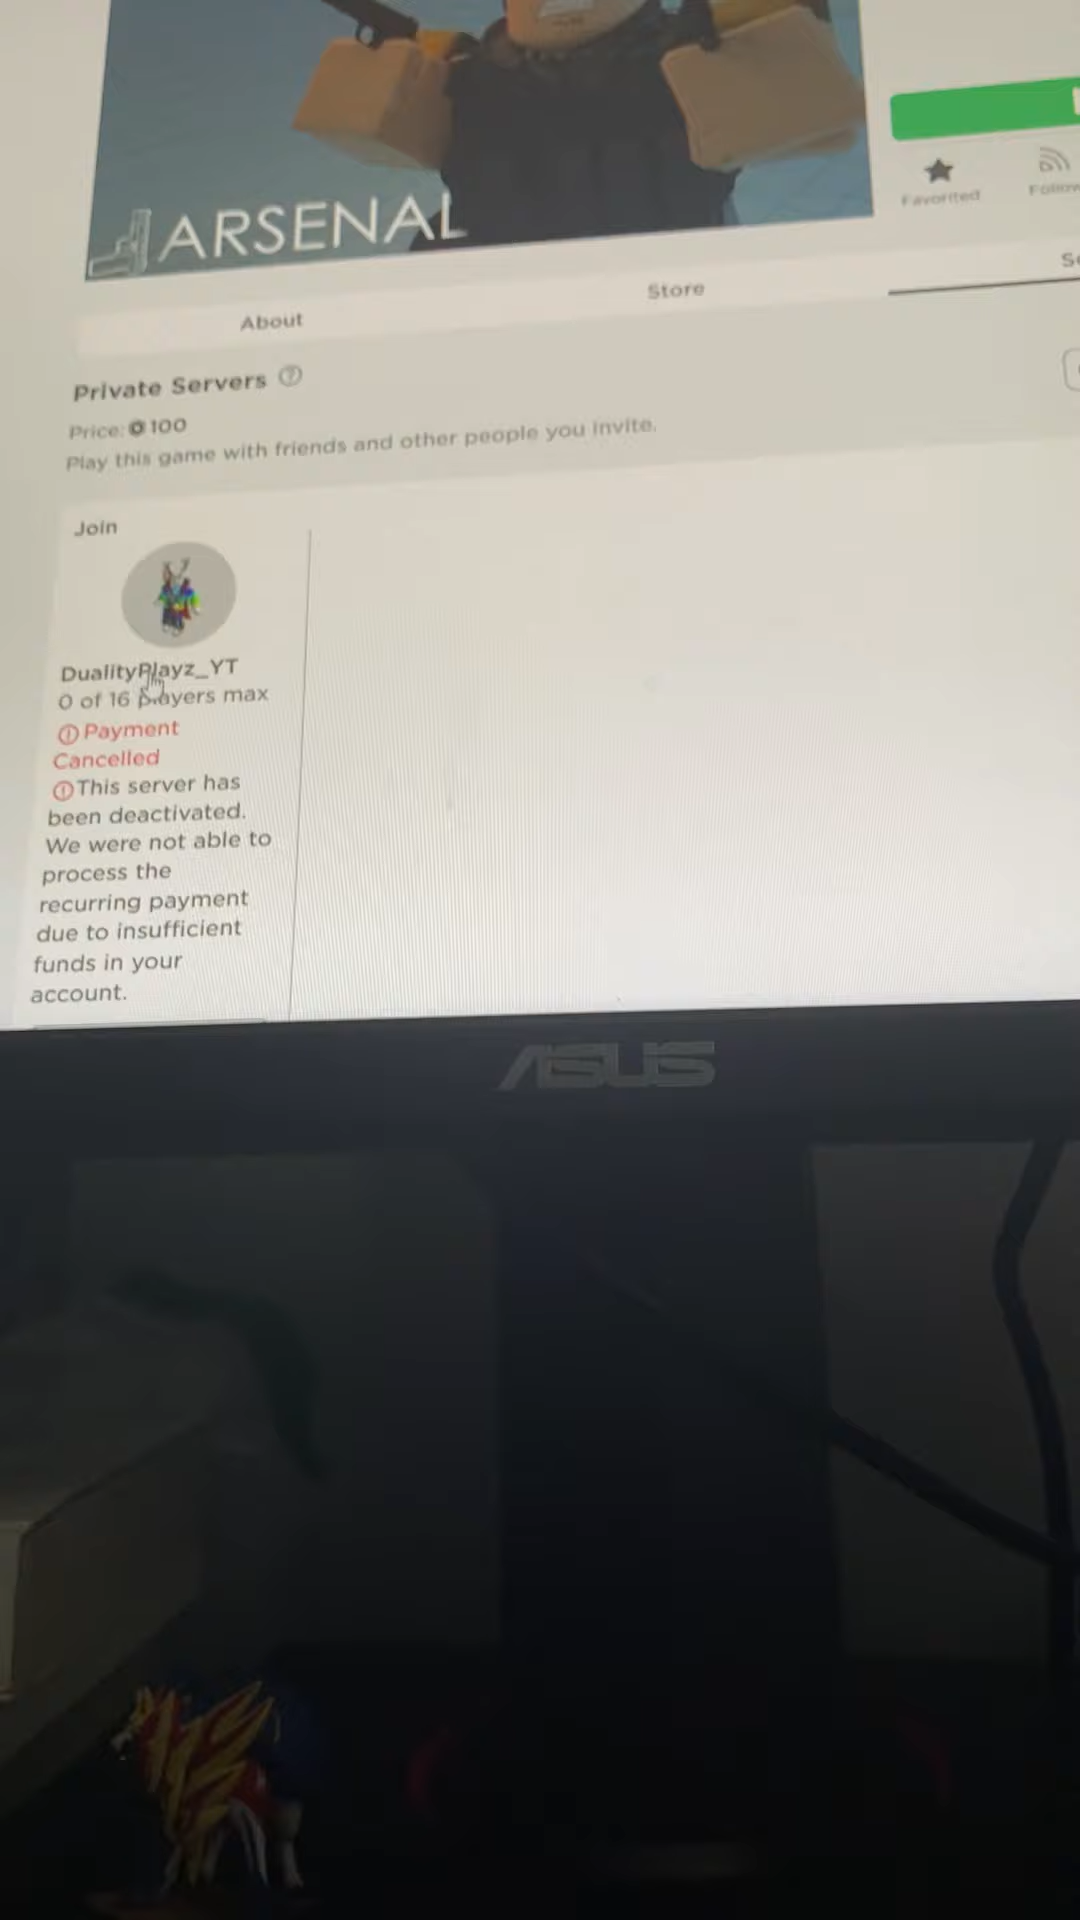 ARSENAL
Favorited
About
Store
Private Servers
Price: 100
Play this game with friends and other people you invite.
Join
DualityPlayz_YT
0 of 16 players max
Payment
Cancelled
This server has
been deactivated.
We were not able to
process the
recurring payment
due to insufficient
funds in your
account.
ASUS